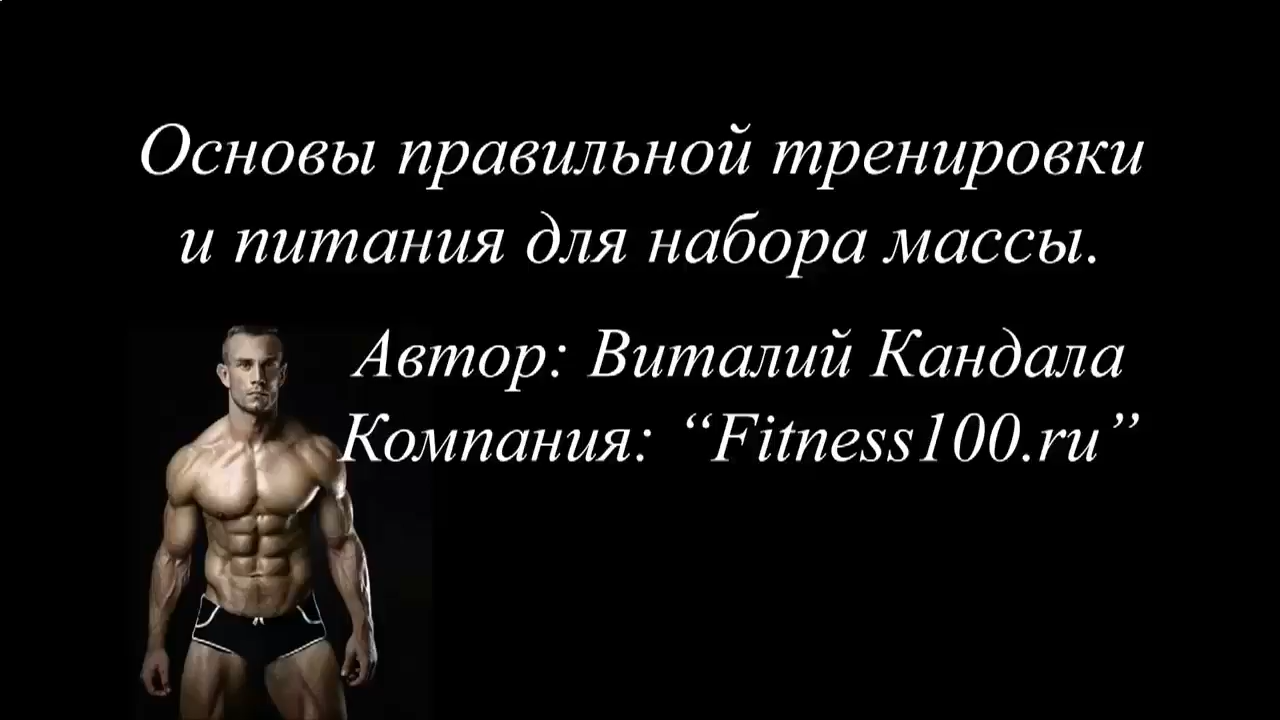 Основы правильной тренировки
и питания для набора массы.
Автор: Виталий Кандала
Компания: “Fitness100.ru”